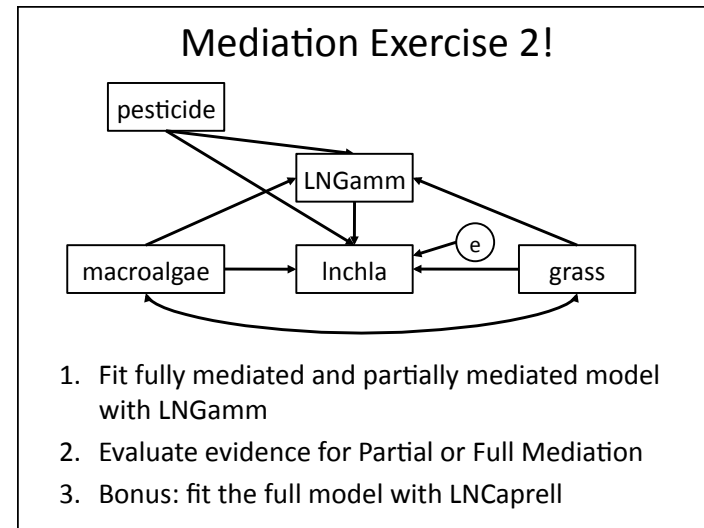 Mediation Exercise 2!
pesticide
LNGamm
e
macroalgae
lnchla
grass
1. Fit fully mediated and partially mediated model
with LNGamm
2. Evaluate evidence for Partial or Full Mediation
3. Bonus: fit the full model with LNCaprell